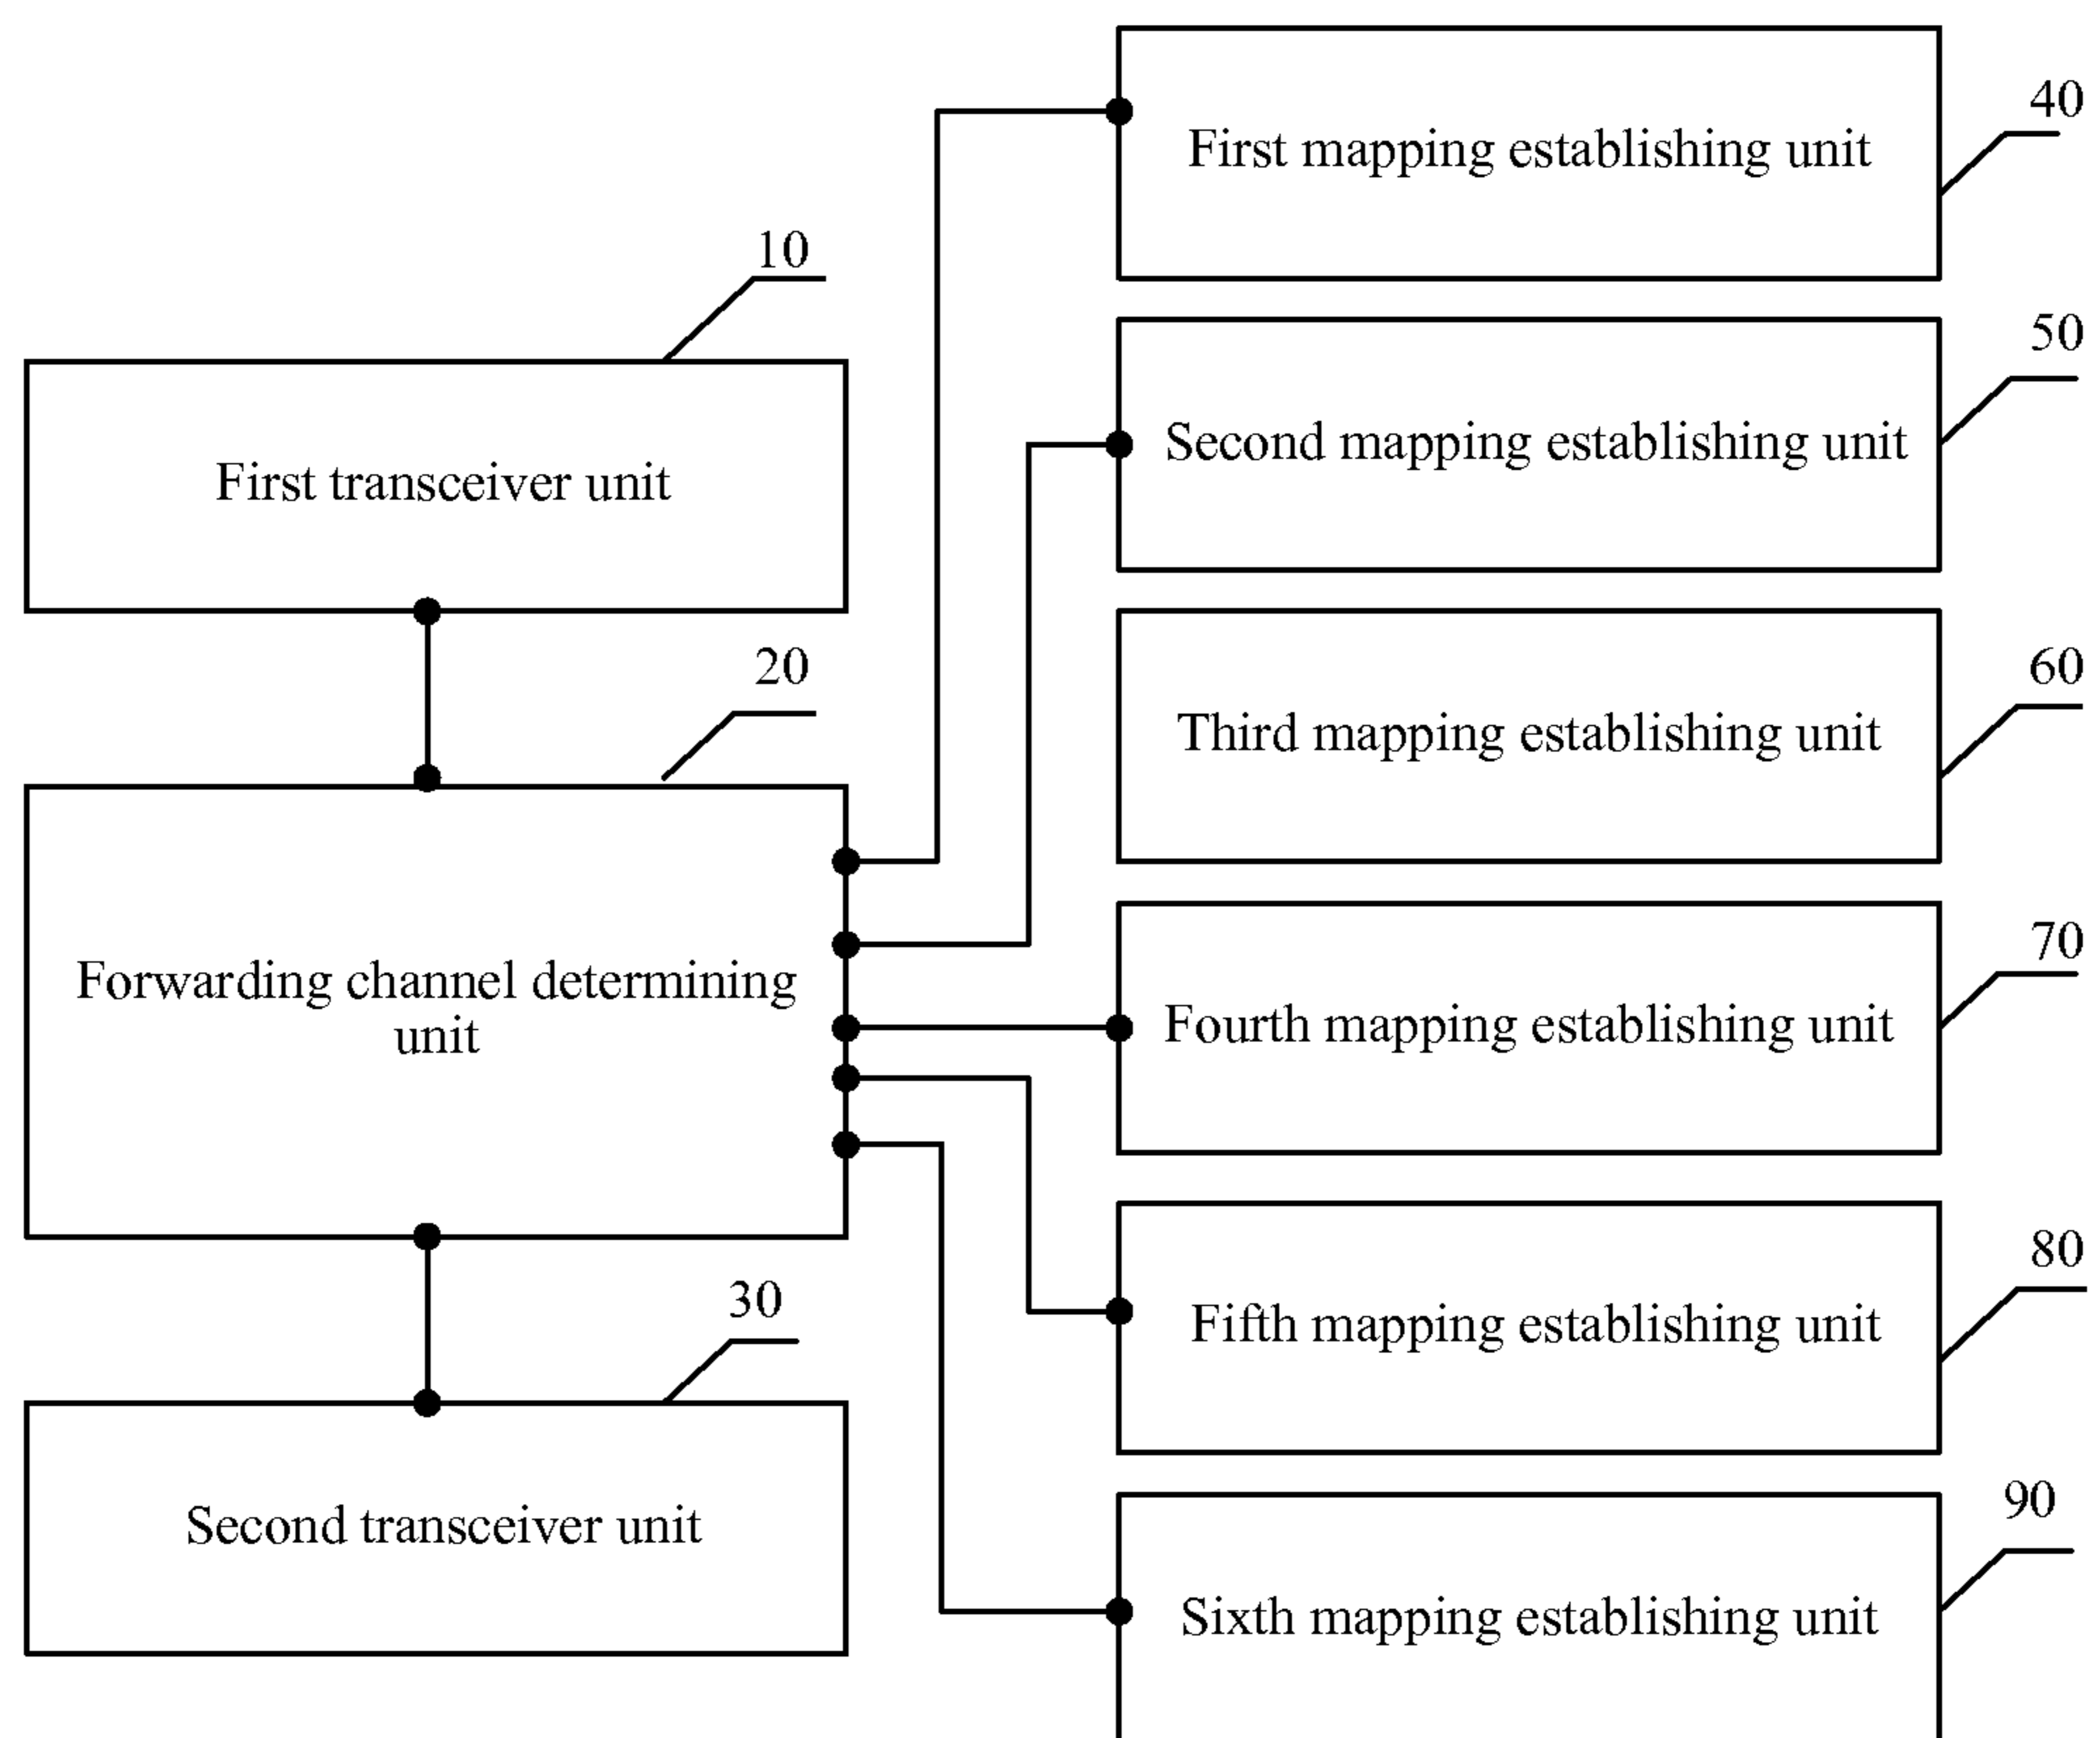 10
First transceiver unit
20
Forwarding channel determining
unit
30
Second transceiver unit
40
First mapping establishing unit
50
Second mapping establishing unit
60
Third mapping establishing unit
70
Fourth mapping establishing unit
80
Fifth mapping establishing unit
90
Sixth mapping establishing unit